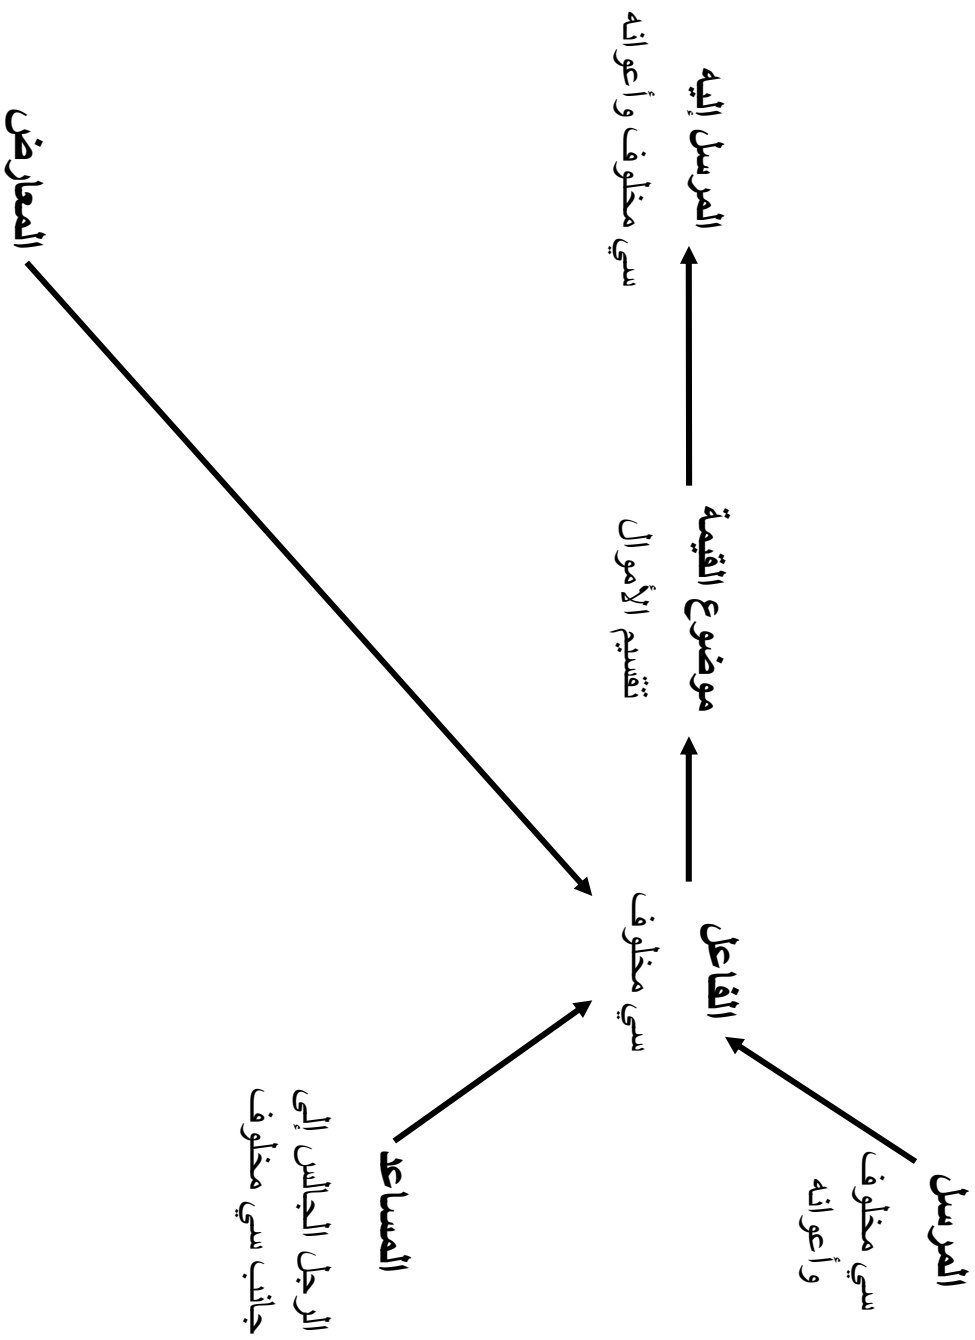 المرسل
سي مخلوف
وأعوانه
الفاعل
سي مخلوف
موضوع القيمة
تقسيم الأموال
المرسل إليه
سي مخلوف وأعوانه
المساعد
الرجل الجالس إلى
جانب سي مخلوف
المعارض